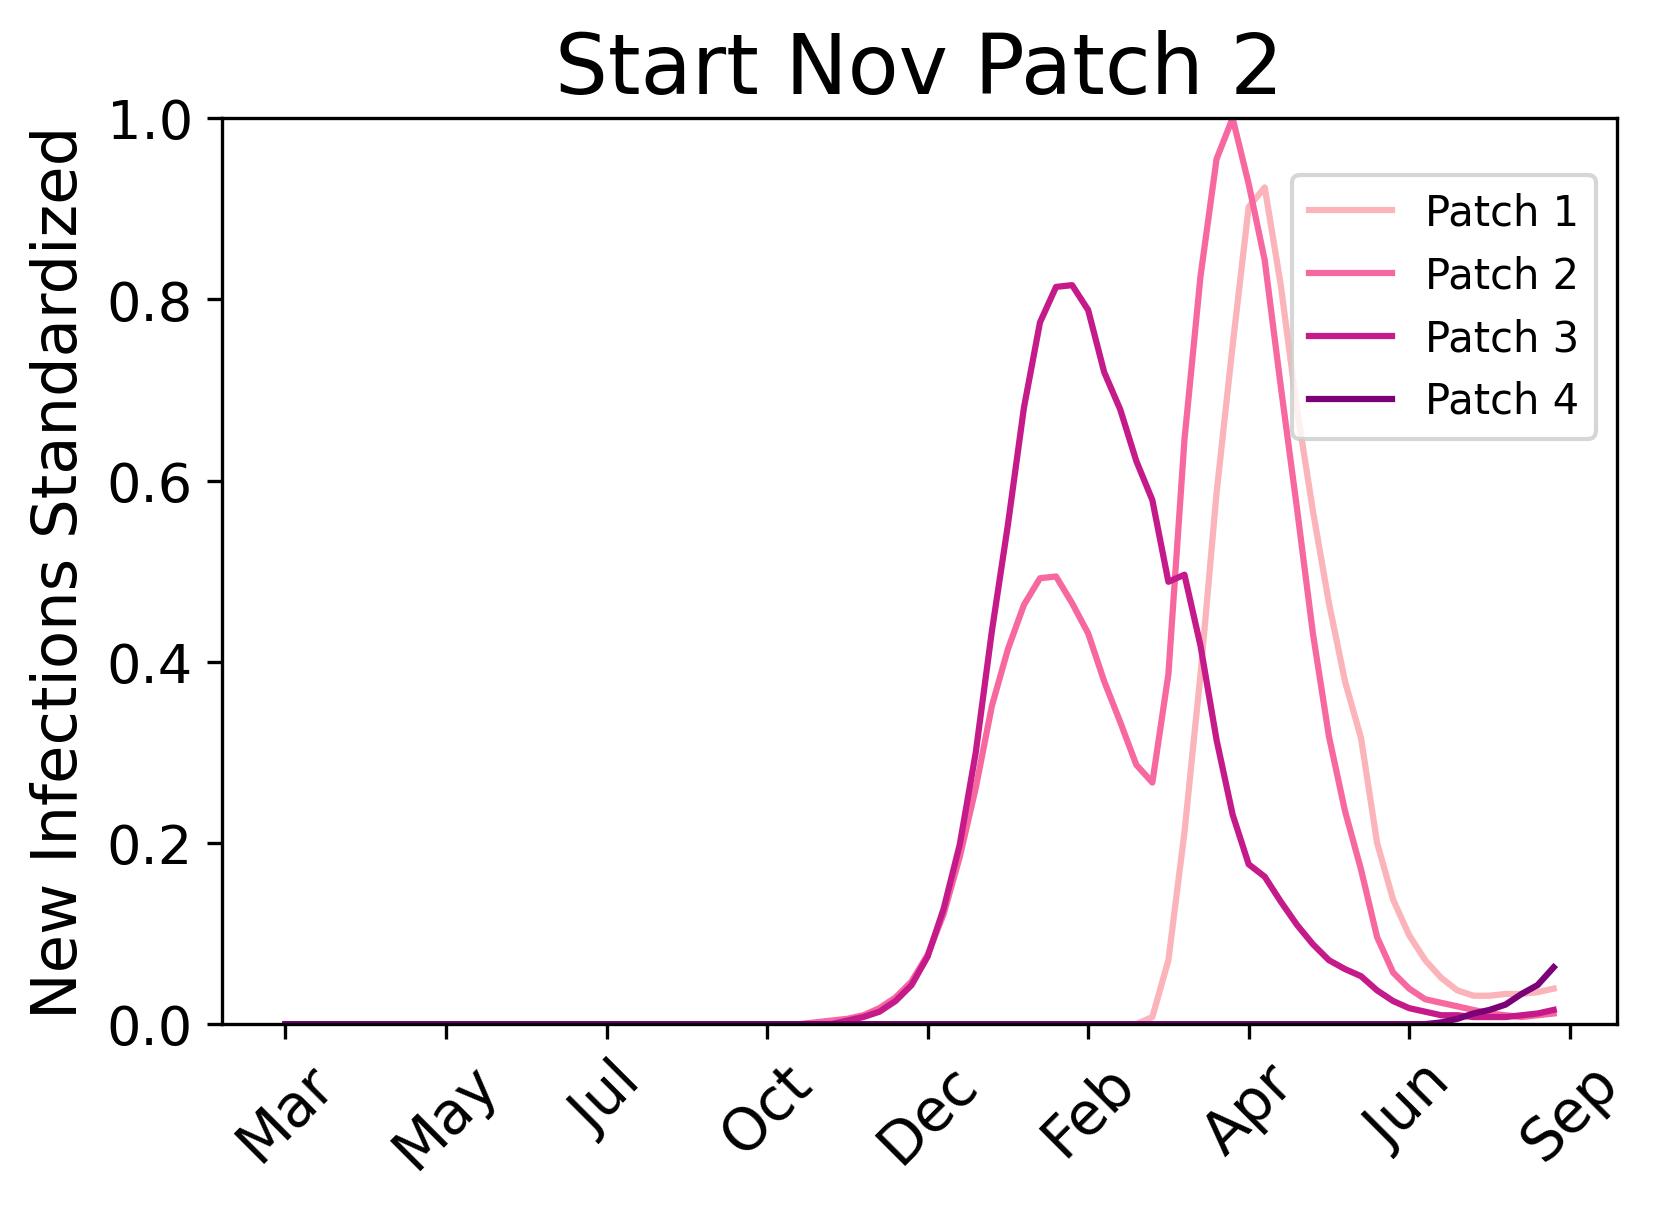 Start Nov Patch 2
New Infections Standardized
1.0
0.8
0.6
0.4
0.2
0.0
Patch 1
Patch 2
Patch 3
Patch 4
Mar
May
Jul
Oct
Dec
Feb
Apr
Jun
Sep